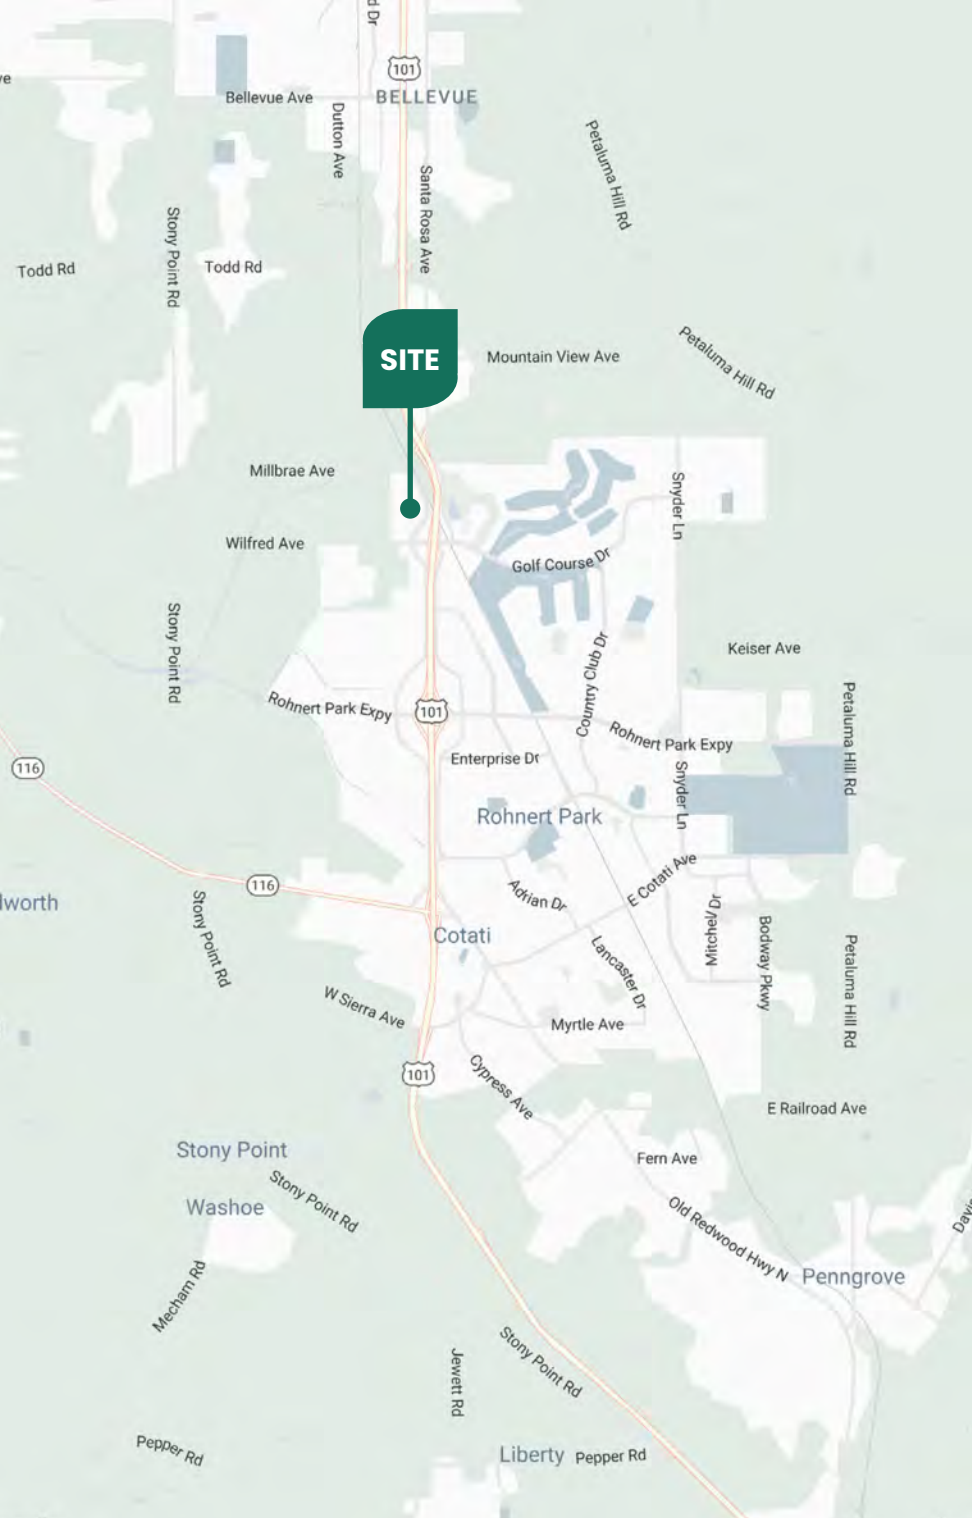 d Dr
101
ve
Bellevue Ave
BELLEVUE
Dutton Ave
Petaluma Hill Rd
Santa Rosa Ave
Stony Point Rd
Todd Rd
Todd Rd
SITE
Mountain View Ave
Petaluma Hill Rd
Millbrae Ave
Snyder Ln
Wilfred Ave
Golf Course Dr
Stony Point Rd
Country Club Dr
Keiser Ave
Rohnert Park Expy
101
Petaluma Hill Rd
Rohnert Park Expy
Enterprise Dr
116
Snyder Ln
Rohnert Park
116
E Cotati Ave
Adrian Dr
Mitchell Dr
lworth
Stony Point Rd
Cotati
Bodway Pkwy
Lancaster Dr
Petaluma Hill Rd
W Sierra Ave
Myrtle Ave
101
Cypress Ave
E Railroad Ave
Stony Point
Fern Ave
Stony Point Rd
Washoe
Old Redwood Hwy N
Davis
Penngrove
Mecham Rd
Stony Point Rd
Jewett Rd
Pepper Rd
Liberty
Pepper Rd